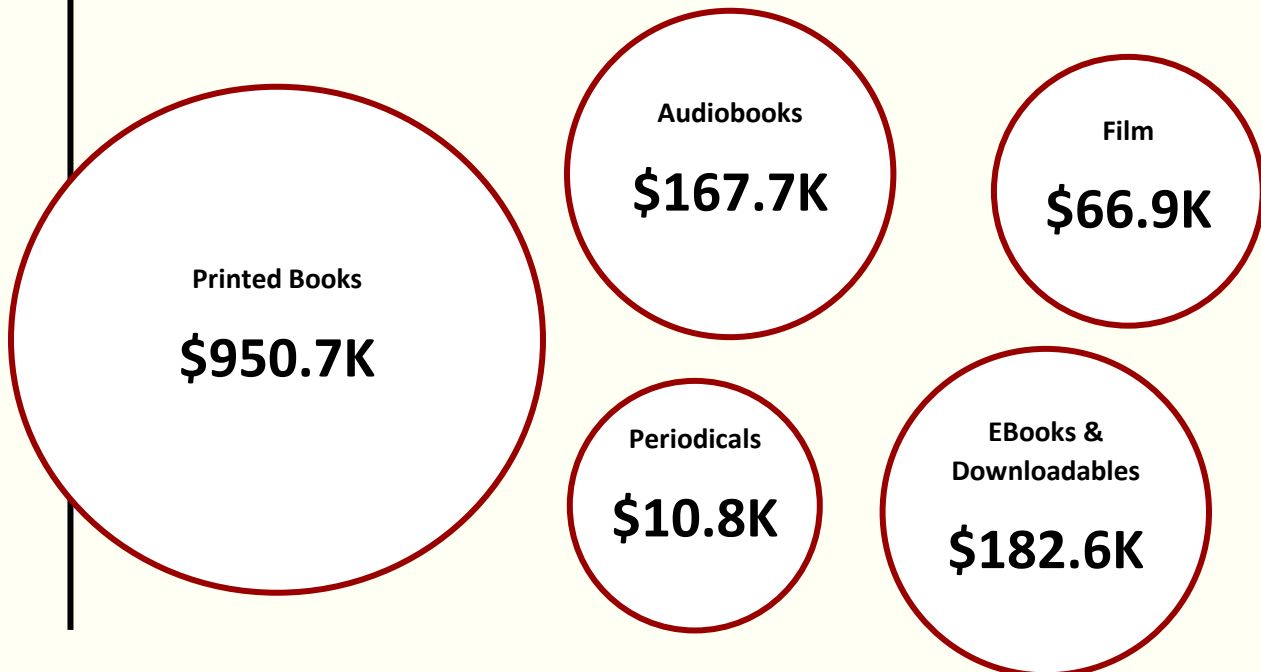 Printed Books
$950.7K
Audiobooks
$167.7K
Film
$66.9K
Periodicals
$10.8K
EBooks &
Downloadables
$182.6K